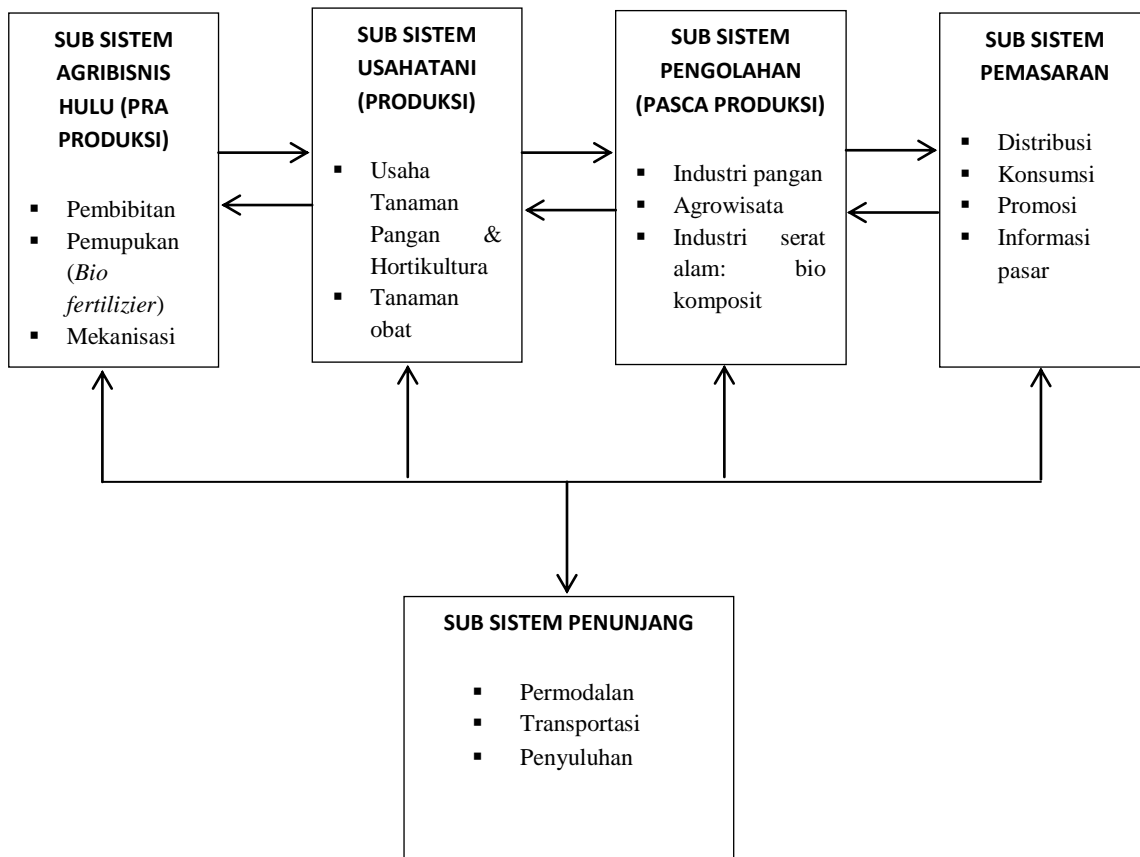 SUB SISTEM
AGRIBISNIS
HULU (PRA
PRODUKSI)
▪ Pembibitan
▪ Pemupukan
(Bio
fertilizier)
▪ Mekanisasi
SUB SISTEM
USAHATANI
(PRODUKSI)
▪ Usaha
Tanaman
Pangan &
Hortikultura
▪ Tanaman
obat
SUB SISTEM
PENGOLAHAN
(PASCA PRODUKSI)
▪ Industri pangan
▪ Agrowisata
▪ Industri serat
alam: bio
komposit
SUB SISTEM
PEMASARAN
▪ Distribusi
▪ Konsumsi
▪ Promosi
▪ Informasi
pasar
SUB SISTEM PENUNJANG
▪ Permodalan
▪ Transportasi
▪ Penyuluhan